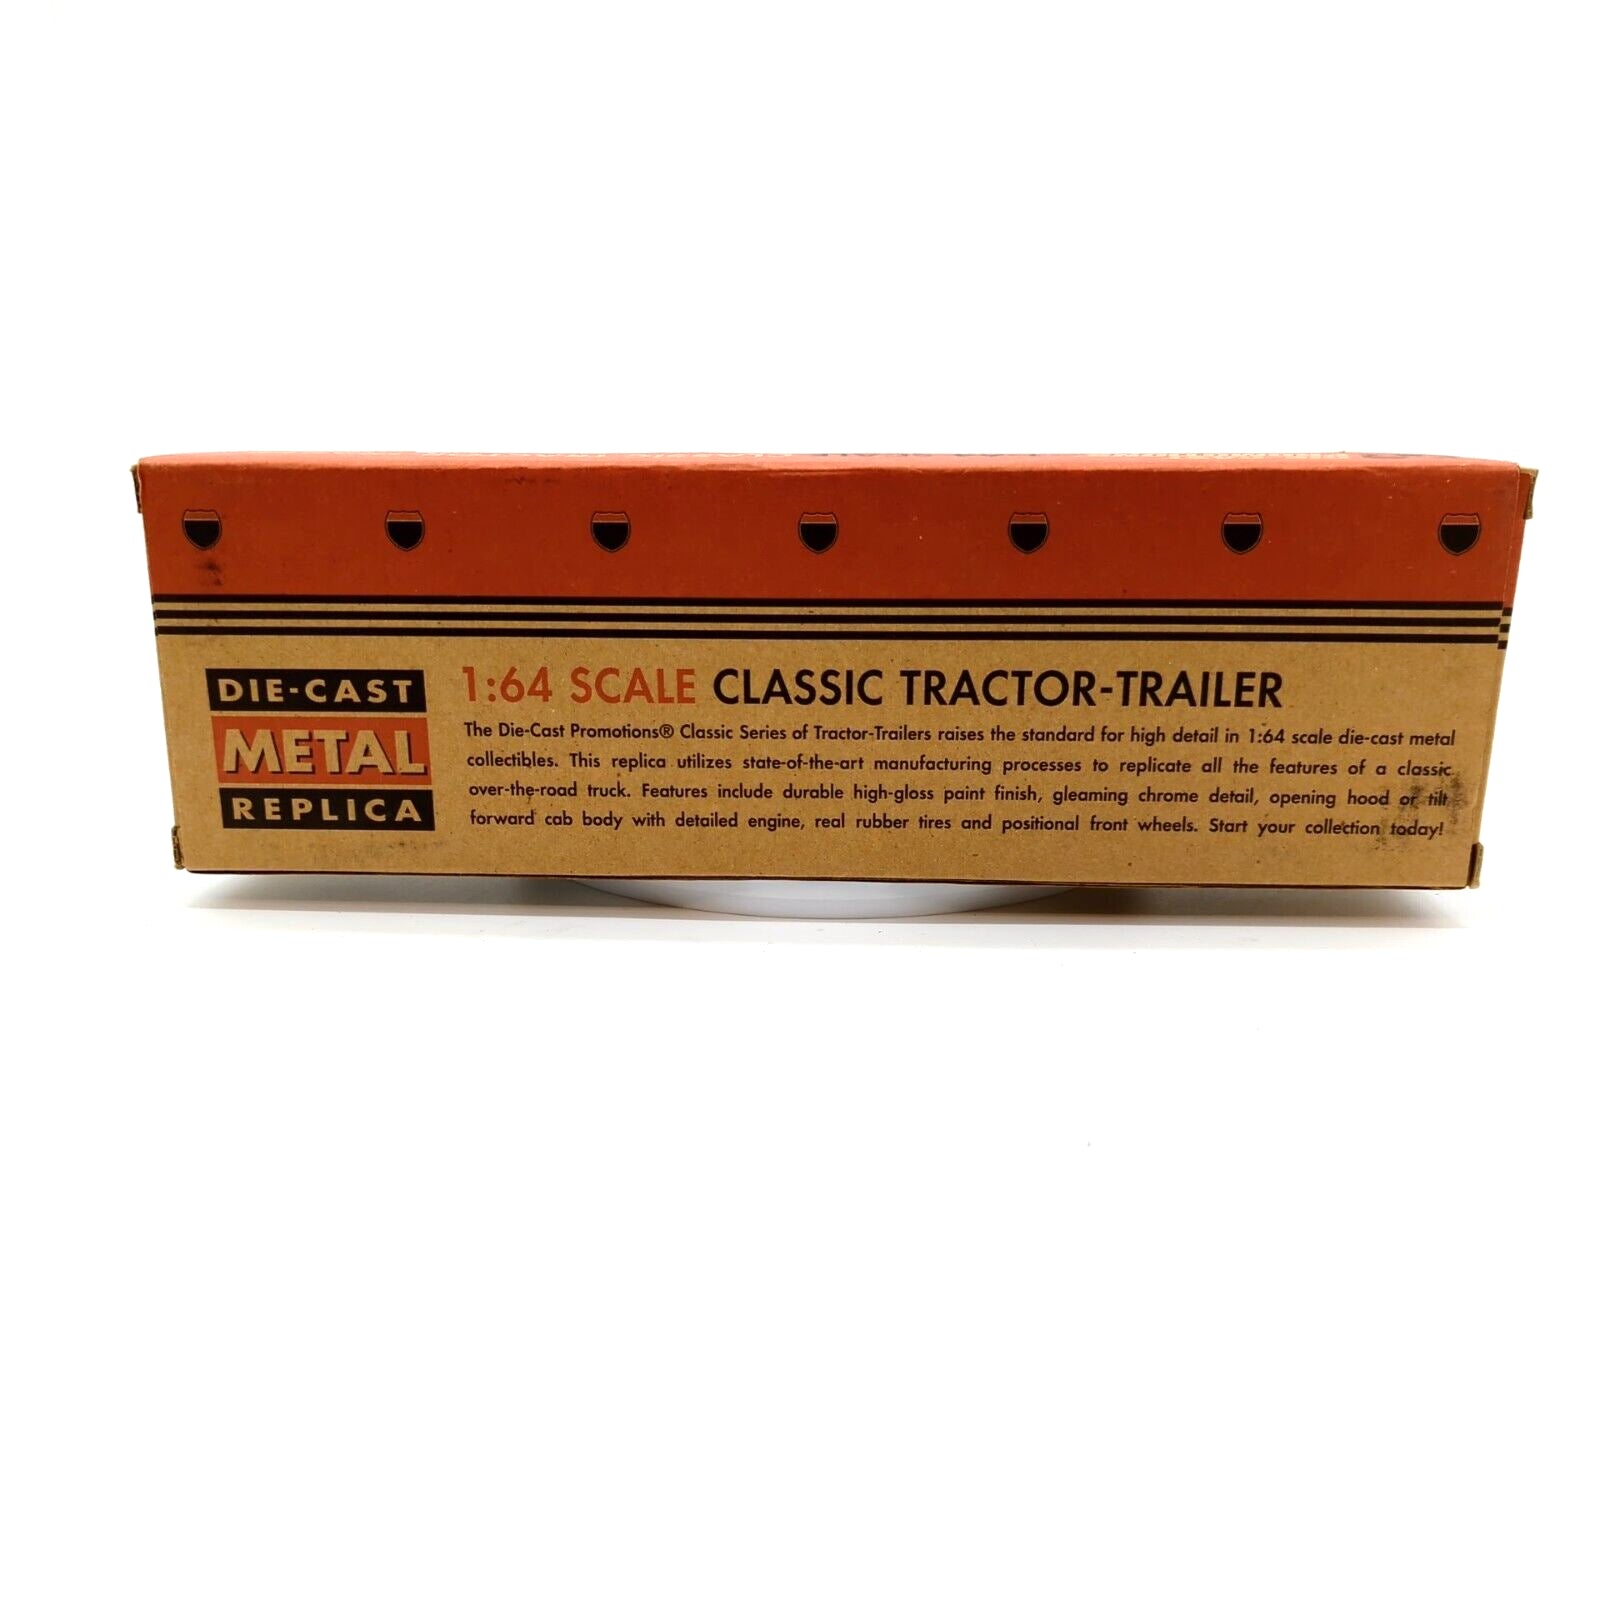 DIE-CAST
METAL
REPLICA
1:64 SCALE CLASSIC TRACTOR-TRAILER
The Die-Cast Promotions® Classic Series of Tractor-Trailers raises the standard for high detail in 1:64 scale die-cast metal
collectibles. This replica utilizes state-of-the-art manufacturing processes to replicate all the features of a classic
over-the-road truck. Features include durable high-gloss paint finish, gleaming chrome detail, opening hood or tilt
forward cab body with detailed engine, real rubber tires and positional front wheels. Start your collection today!